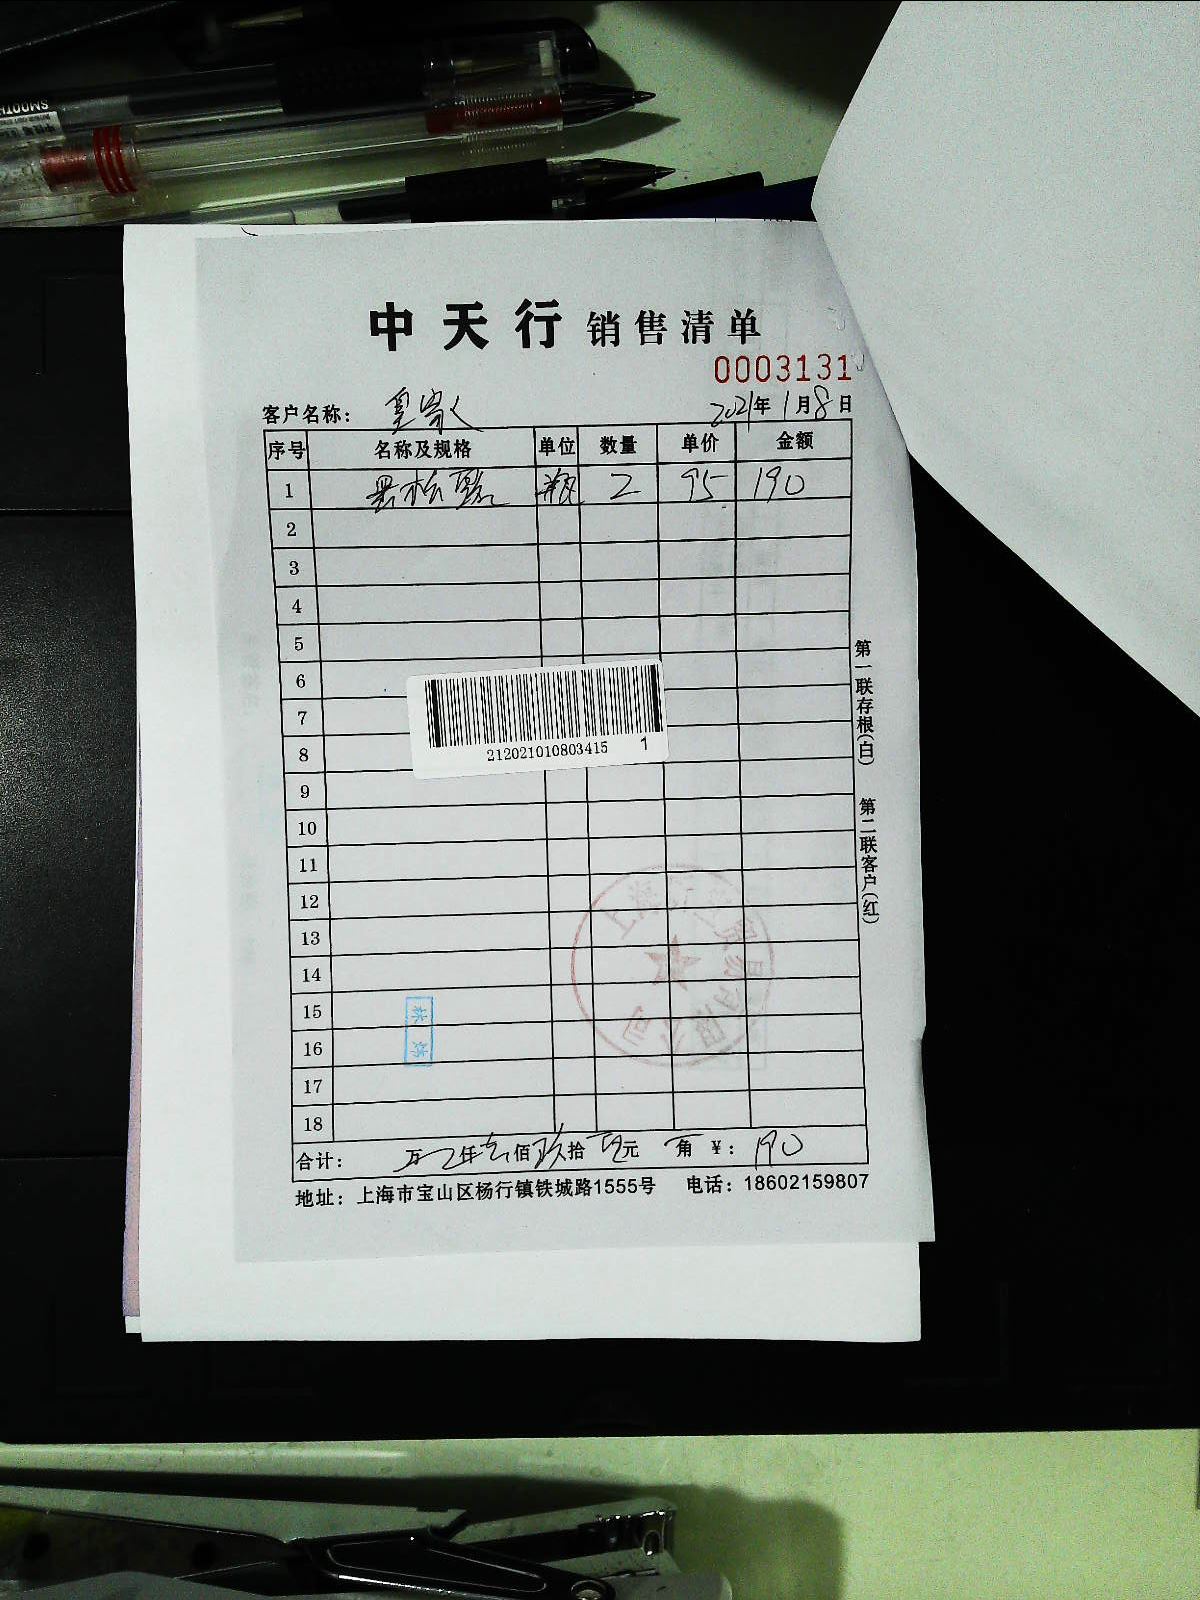 SMOOTH
中天行 销售清单
0003131
客户名称： 2021年1月8日
序号 名称及规格 单位 数量 单价 金额
1 黑松露 瓶 2 95 190
2
3
4
5
6
7
8
212021010803415 1
9
10
11
12
13
14
15
16
17
18
合计： 万 仟壹佰玖拾 元 角 ￥：190
地址：上海市宝山区杨行镇铁城路1555号 电话：18602159807
第一联存根(白)
第二联客户(红)